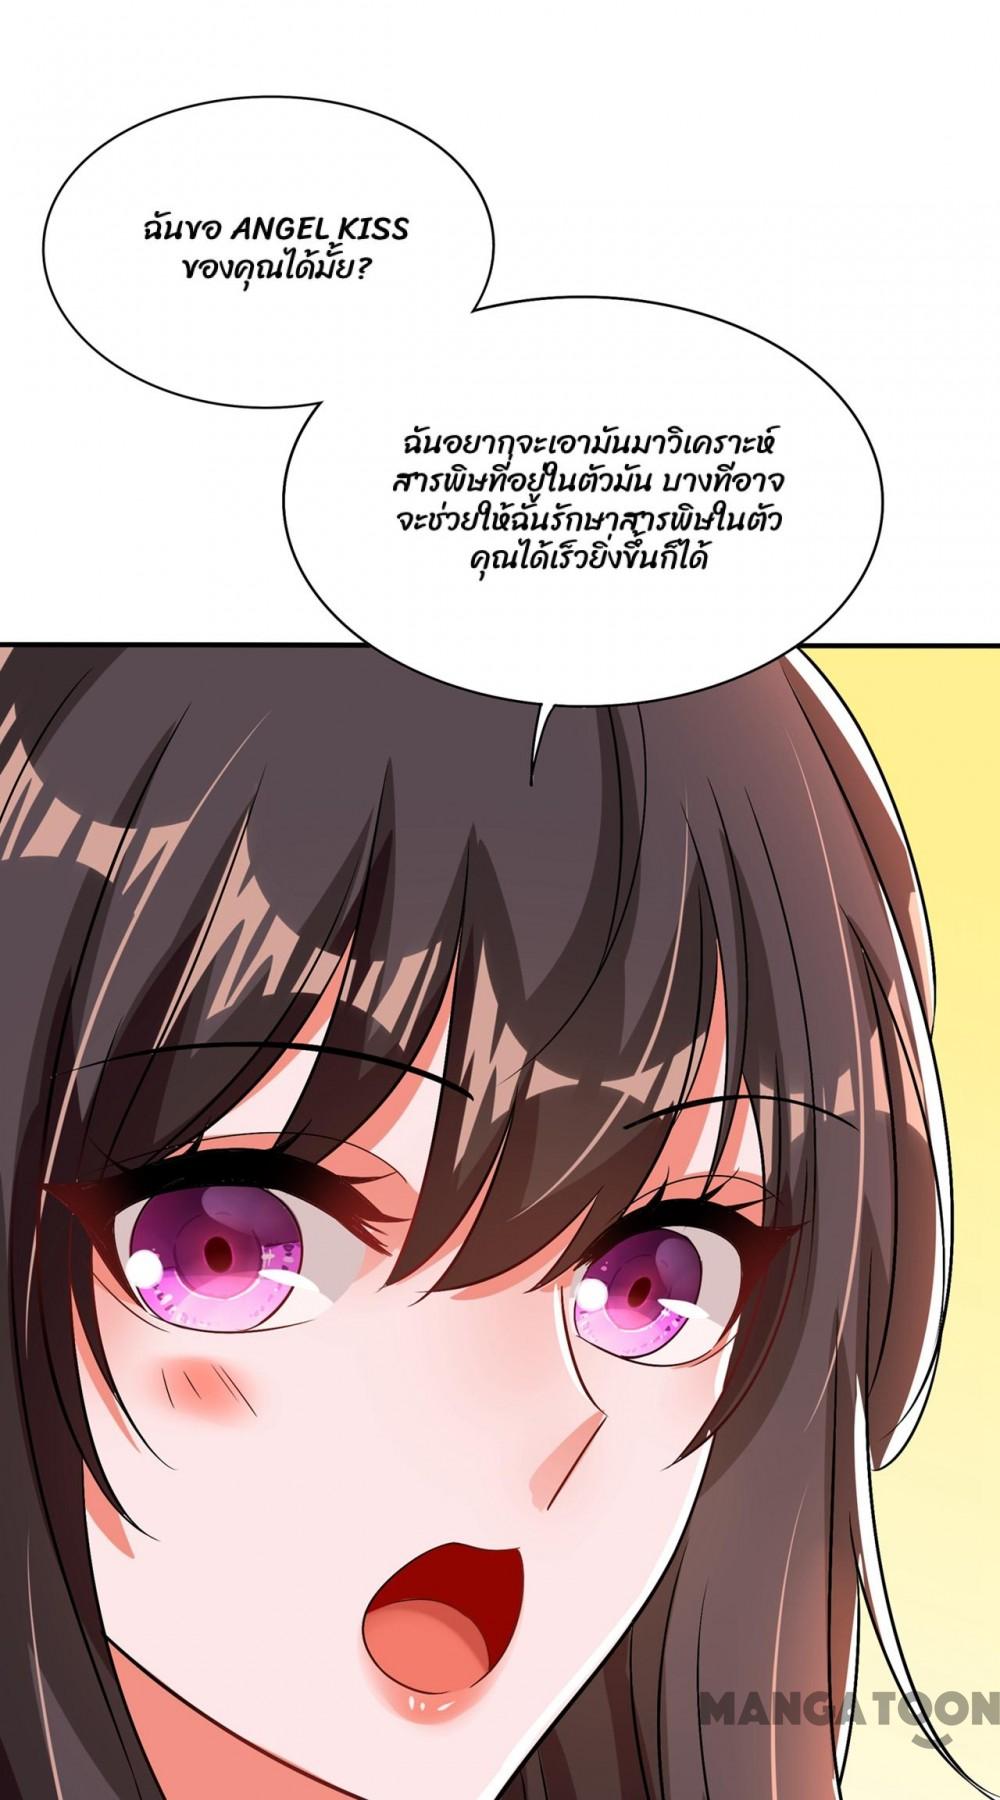 ฉันขอ ANGEL KISS
ของคุณได้มั้ย?
ฉันอยากจะเอามันมาวิเคราะห์
สารพิษที่อยู่ในตัวมัน บางทีอาจ
จะช่วยให้ฉันรักษาสารพิษในตัว
คุณได้เร็วยิ่งขึ้นก็ได้
MANGATOON